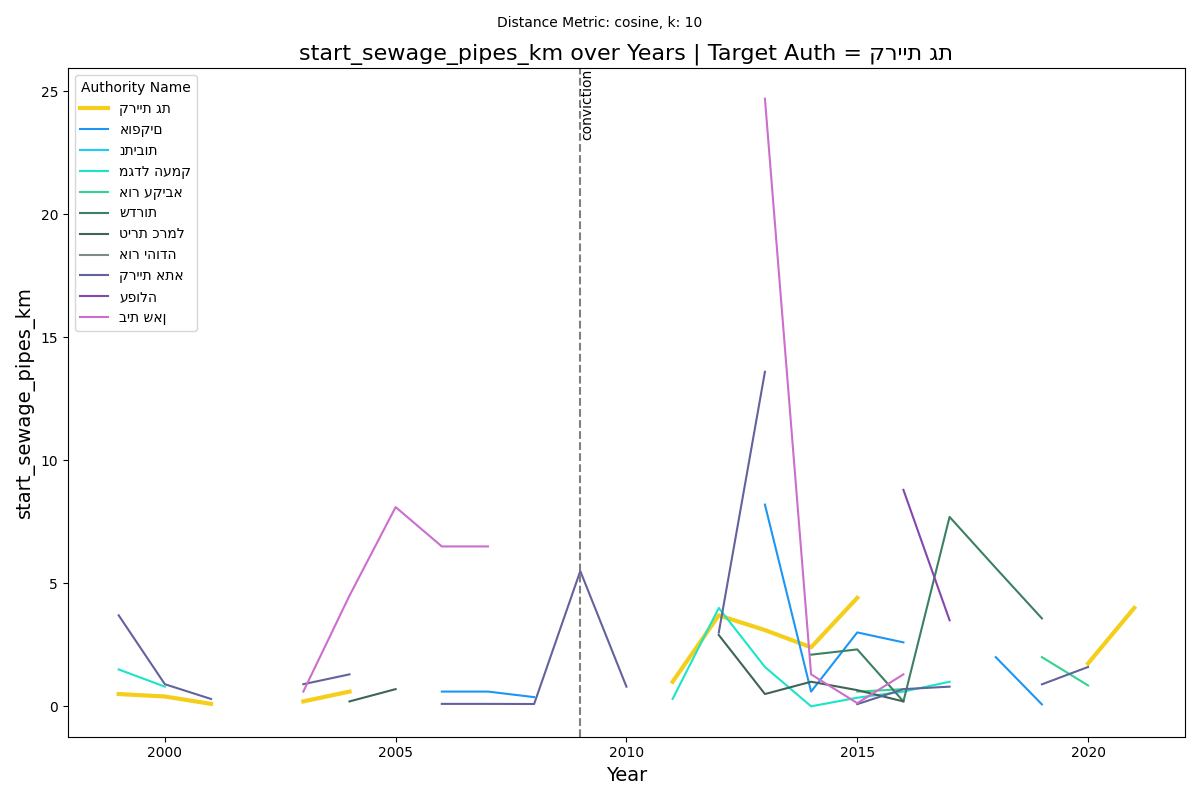 Distance Metric: cosine, k: 10
start_sewage_pipes_km over Years | Target Auth = קריית גת
Authority Name
קריית גת
אופקים
נתיבות
מגדל העמק
אור עקיבא
שדרות
טירת כרמל
אור יהודה
קריית אתא
עפולה
בית שאן
conviction
start_sewage_pipes_km
25
20
15
10
5
0
2000 2005 2010 2015 2020
Year